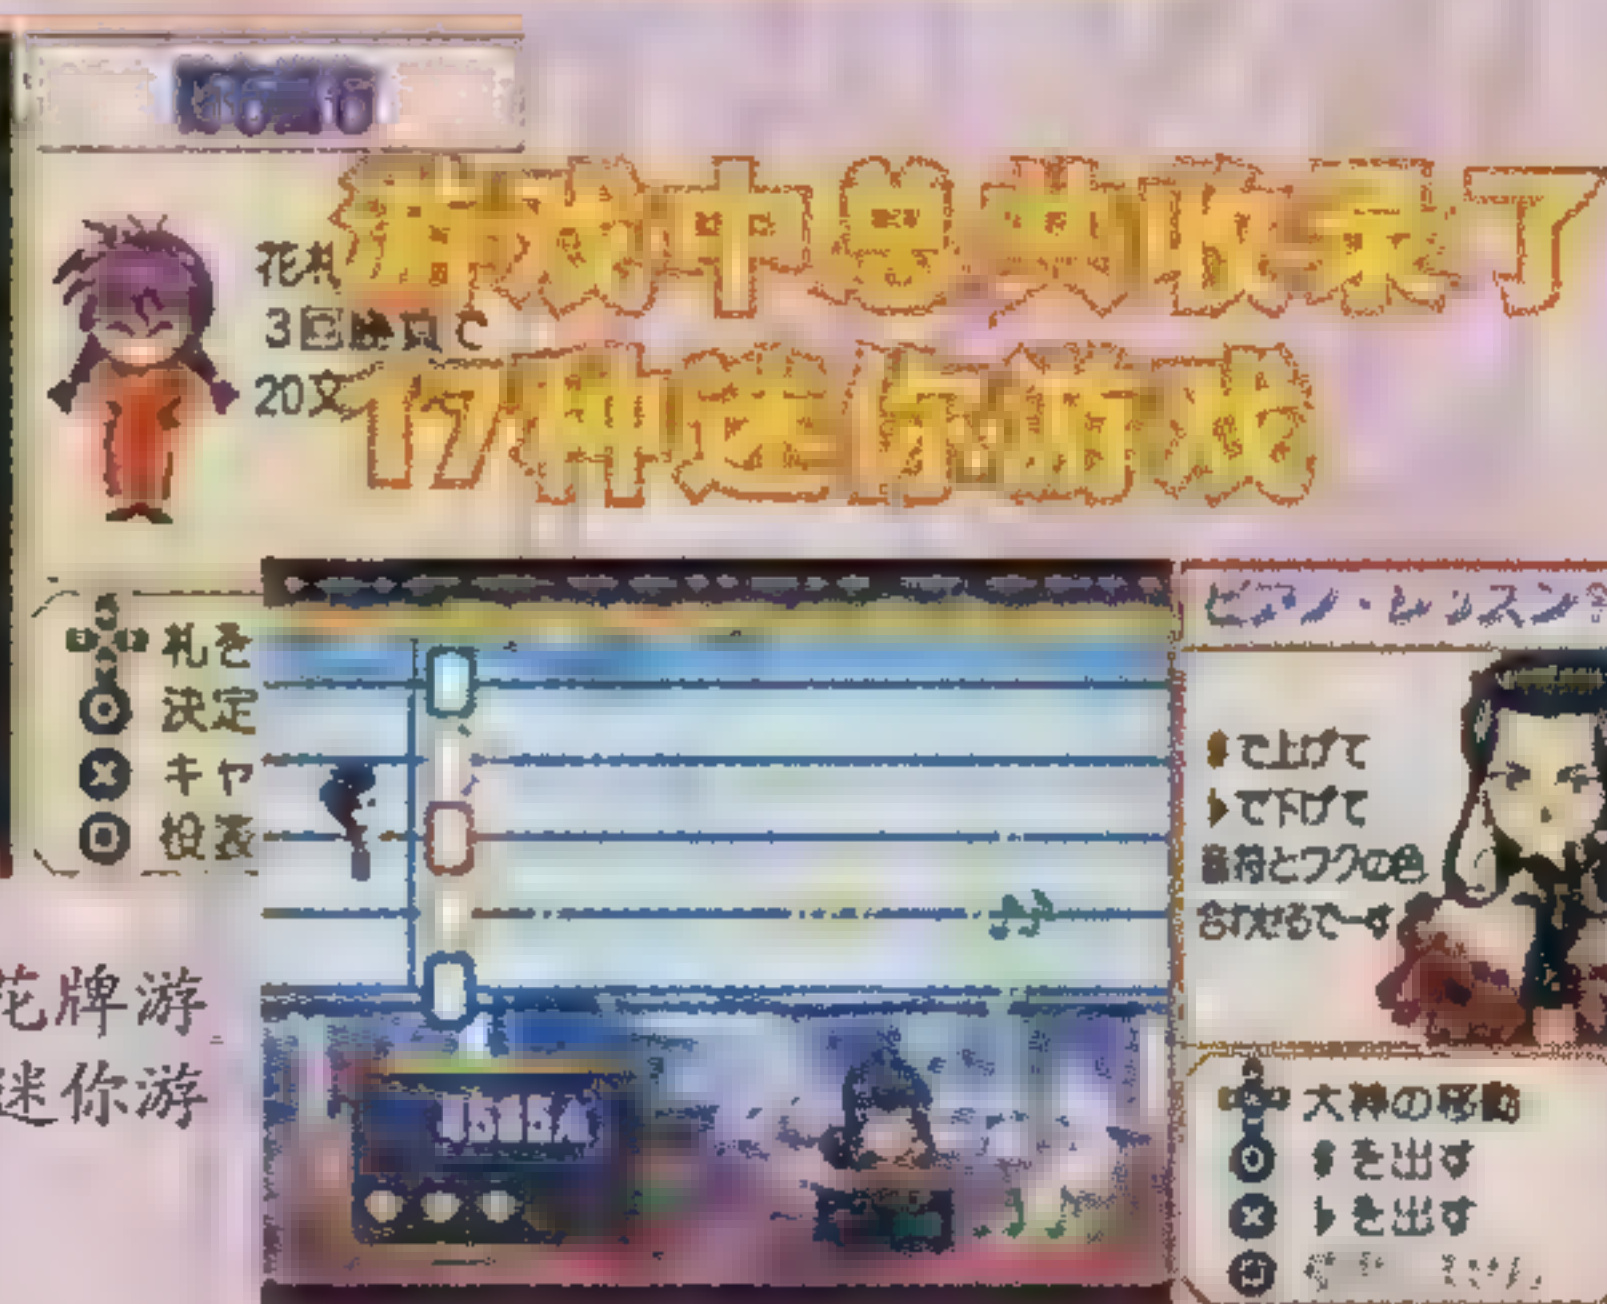 游戏中总共收录了
17种迷你游戏
花札
3回勝負で
20文
札を
決定
キャ
投表
ピアノ・レッスン
で上げて
で下げて
音符とワクの色
合わせるでーす
花牌游
迷你游
大神の移動
を出す
を出す